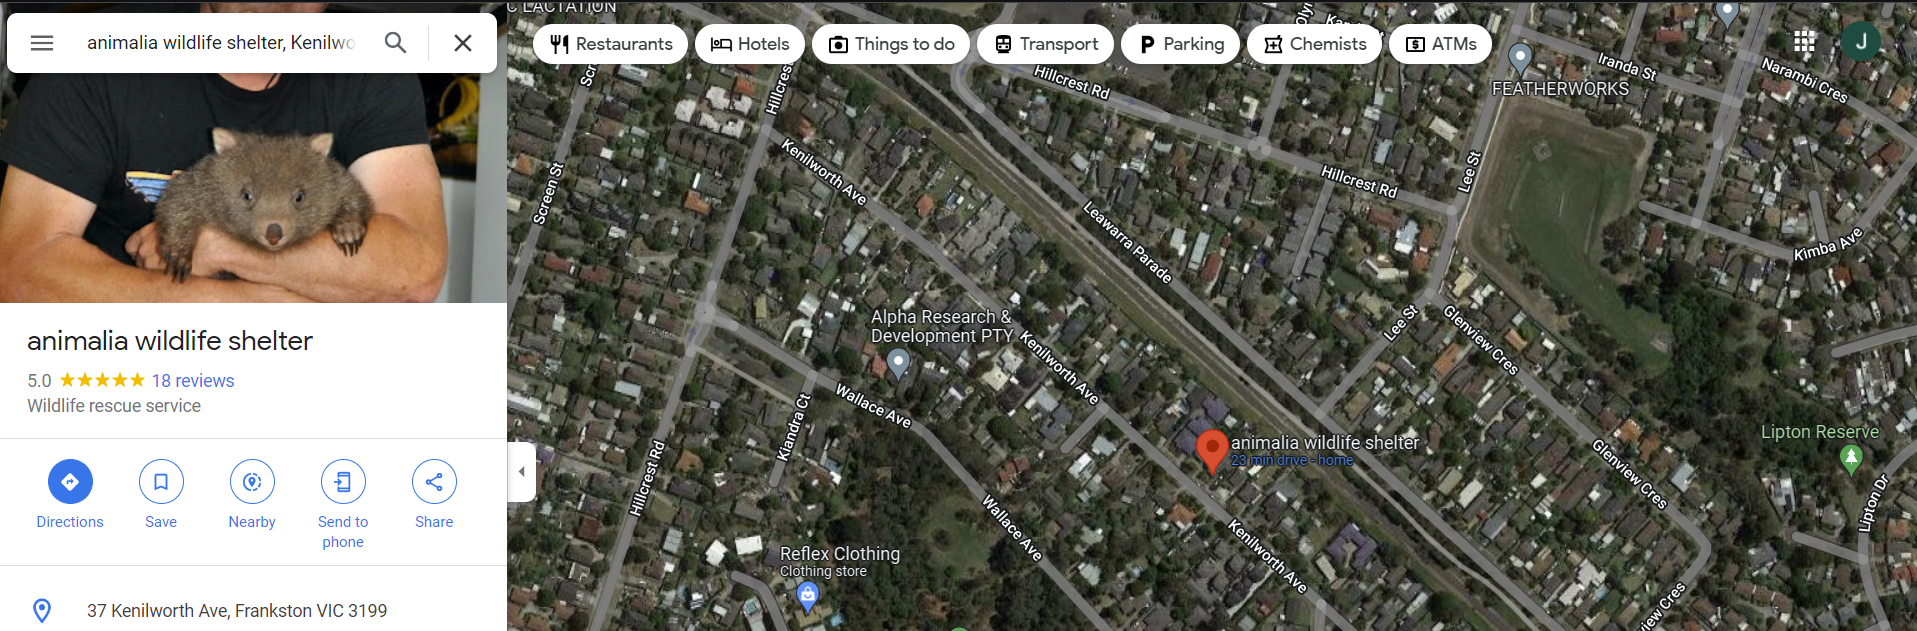 C LACTATION
animalia wildlife shelter, Kenilwo
Restaurants
Hotels
Things to do
Transport
Parking
Chemists
ATMs
J
animalia wildlife shelter
5.0
18 reviews
Wildlife rescue service
Directions
Save
Nearby
Send to
phone
Share
37 Kenilworth Ave, Frankston VIC 3199
Hillcrest
Hillcrest Rd
Iranda St
Narambi Cres
FEATHERWORKS
Kenilworth Ave
Screen St
Lee St
Hillcrest Rd
Leawarra Parade
Kimba Ave
Alpha Research &
Development PTY
Kenilworth Ave
Lee St
Glenview Cres
Wallace Ave
Kiandra Ct
Hillcrest Rd
animalia wildlife shelter
23 min drive - home
Lipton Reserve
Glenview Cres
Lipton Dr
Wallace Ave
Kenilworth Ave
Reflex Clothing
Clothing store
view Cres